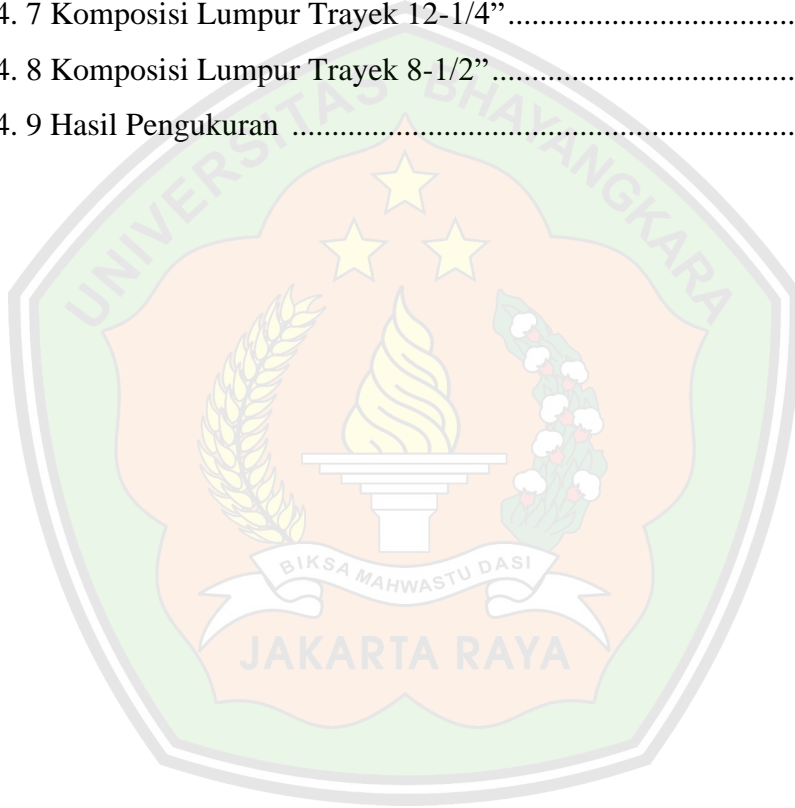 4. 7 Komposisi Lumpur Trayek 12-1/4”....................................
4. 8 Komposisi Lumpur Trayek 8-1/2”......................................
4. 9 Hasil Pengukuran ...............................................................
UNIVERSITAS BHAYANGKARA
BIKSA MAHWASTU DASI
JAKARTA RAYA